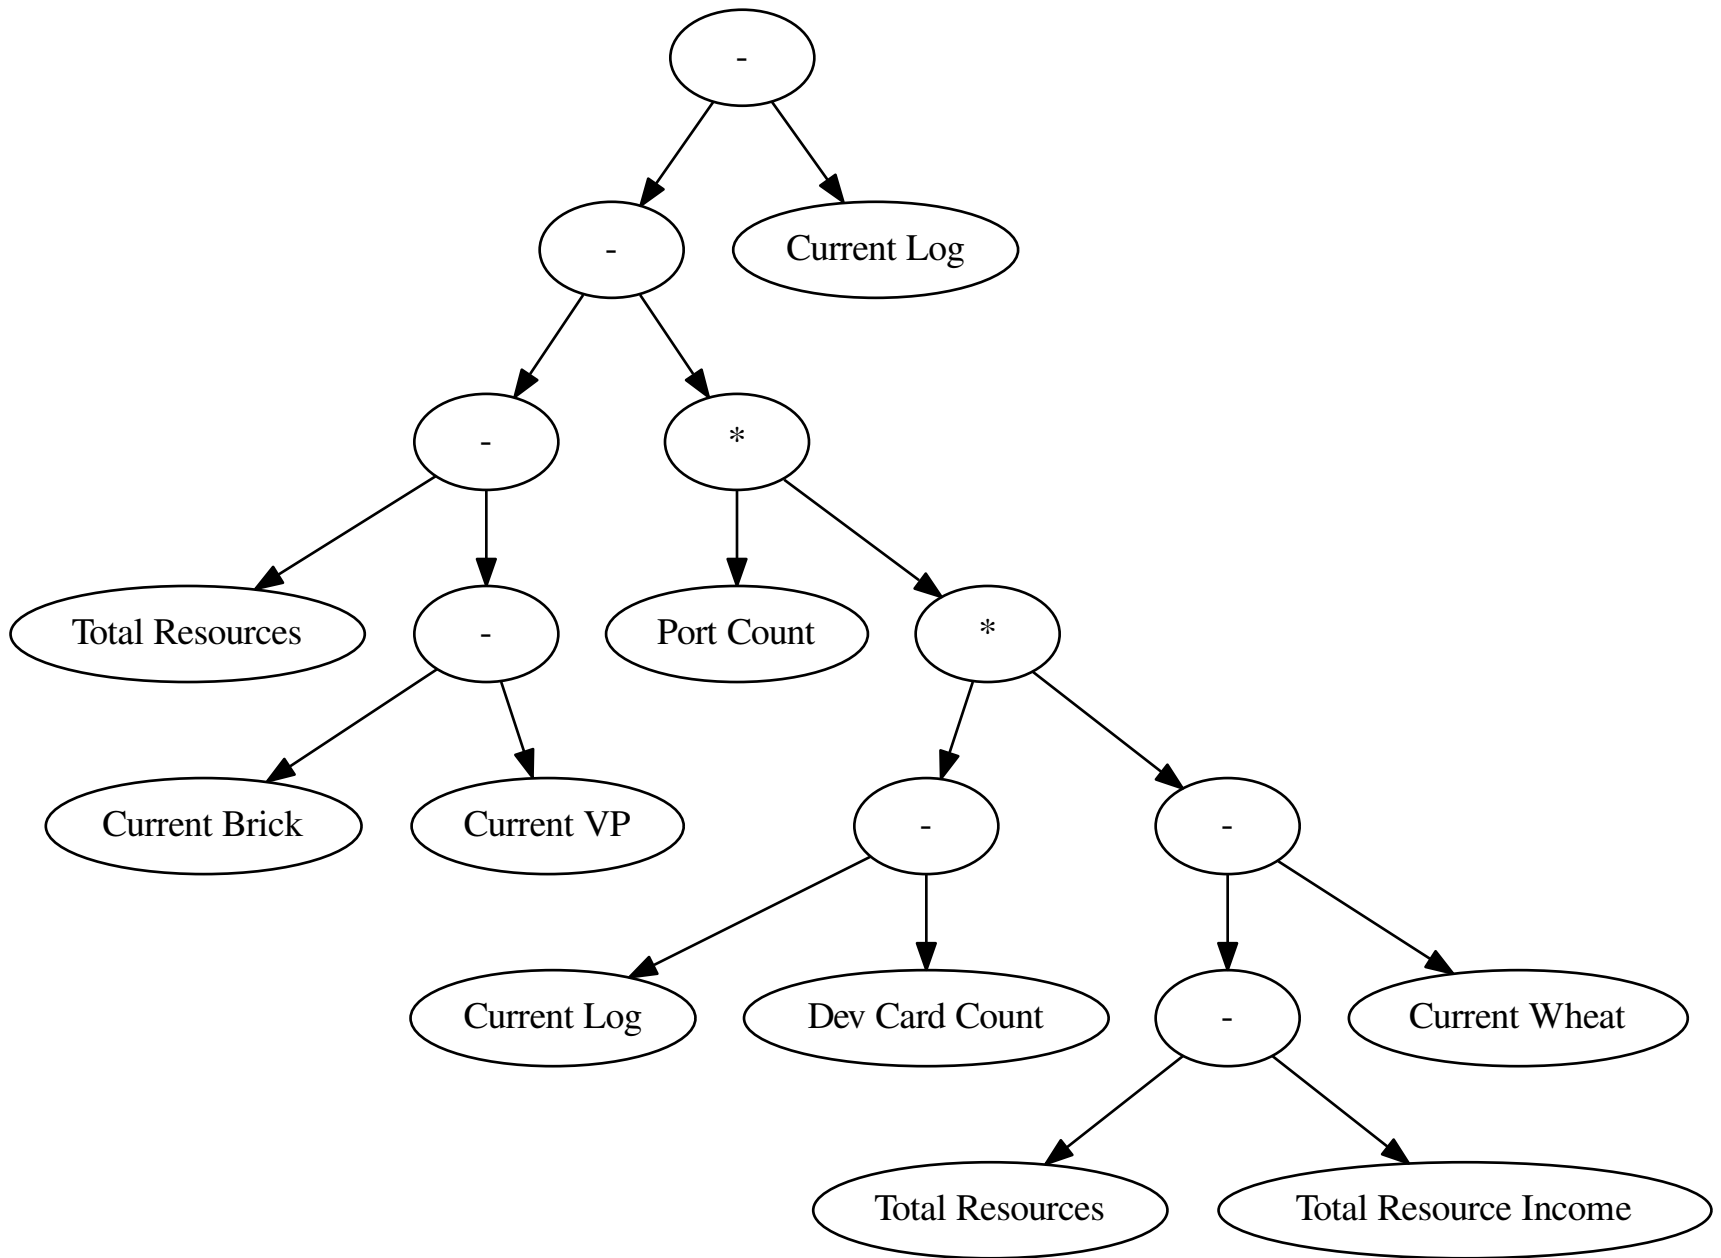 -
-
Current Log
-
*
Total Resources
-
Port Count
*
Current Brick
Current VP
-
-
Current Log
Dev Card Count
-
Current Wheat
Total Resources
Total Resource Income